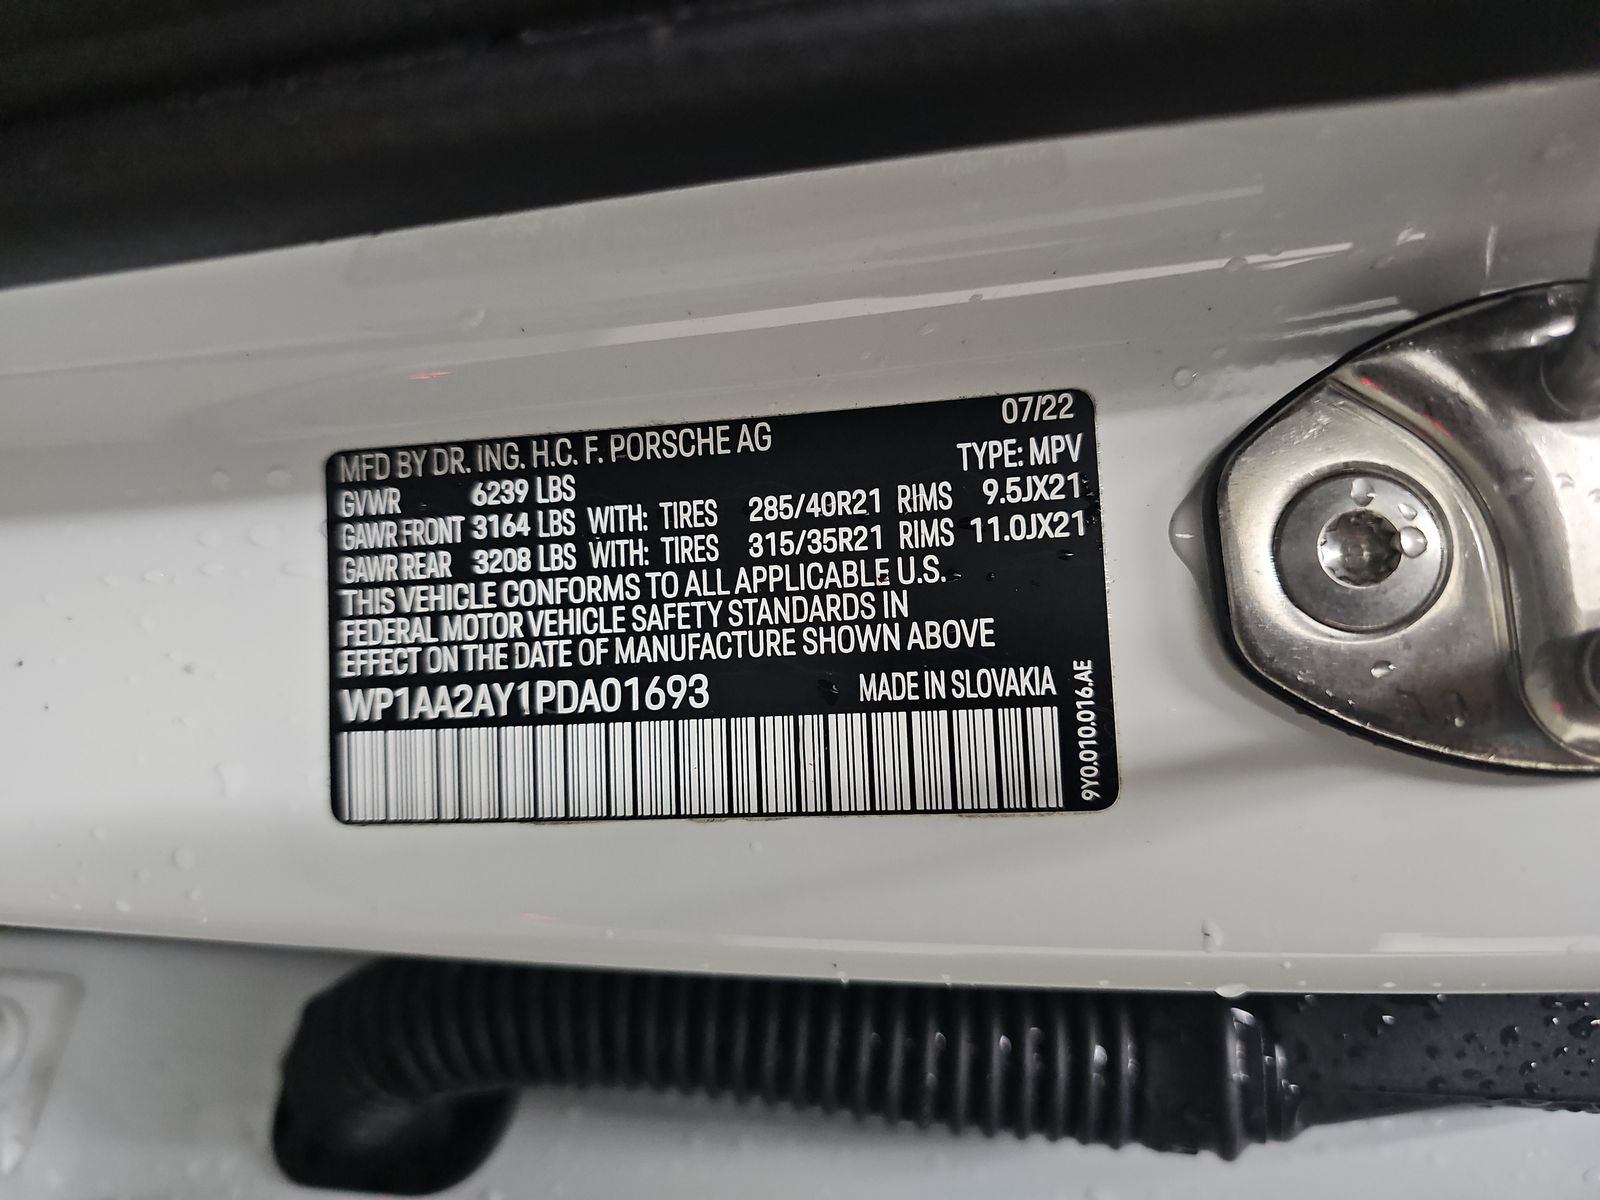 07/22
MFD BY DR. ING. H.C. F. PORSCHE AG
TYPE: MPV
GVWR 6239 LBS
GAWR FRONT 3164 LBS WITH: TIRES 285/40R21 RIMS 9.5JX21
GAWR REAR 3208 LBS WITH: TIRES 315/35R21 RIMS 11.0JX21
THIS VEHICLE CONFORMS TO ALL APPLICABLE U.S.
FEDERAL MOTOR VEHICLE SAFETY STANDARDS IN
EFFECT ON THE DATE OF MANUFACTURE SHOWN ABOVE
WP1AA2AY1PDA01693 MADE IN SLOVAKIA
9Y0.010.016.AE